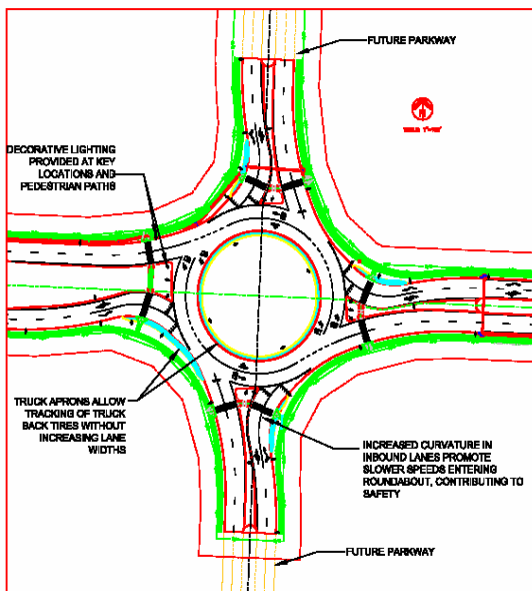 FUTURE PARKWAY
DECORATIVE LIGHTING
PROVIDED AT KEY
LOCATIONS AND
PEDESTRIAN PATHS
TRUCK APRONS ALLOW
TRACKING OF TRUCK
BACK TIRES WITHOUT
INCREASING LANE
WIDTHS
INCREASED CURVATURE IN
INBOUND LANES PROMOTE
SLOWER SPEEDS ENTERING
ROUNDABOUT, CONTRIBUTING TO
SAFETY
FUTURE PARKWAY